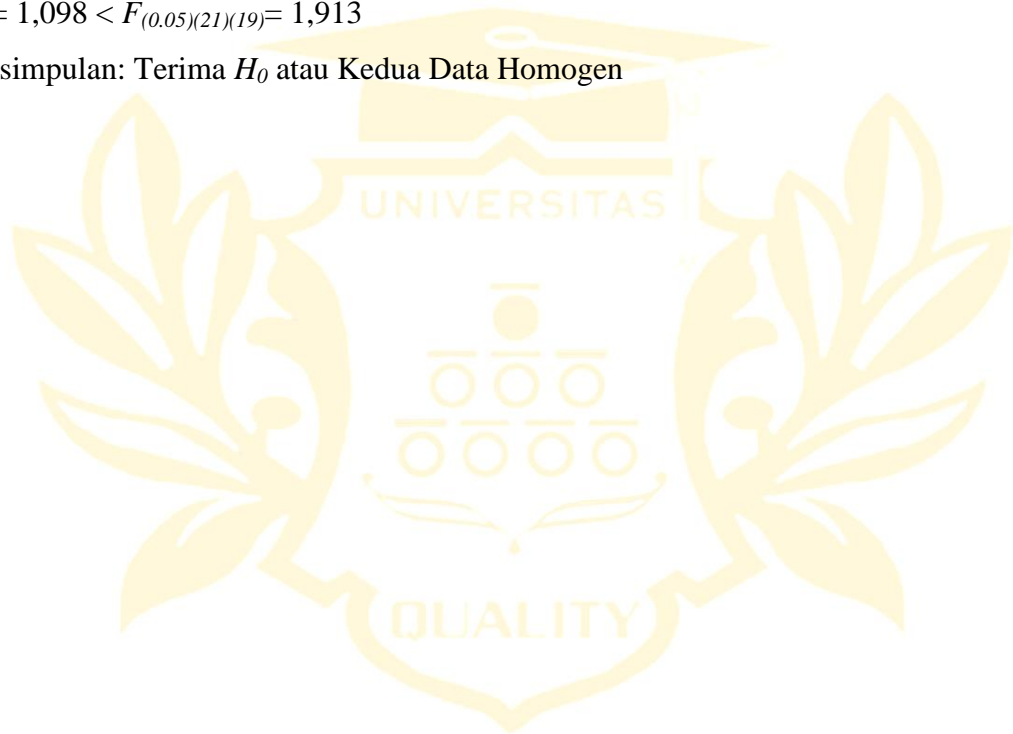 = 1,098 < F(0.05)(21)(19)= 1,913
simpulan: Terima H0 atau Kedua Data Homogen
UNIVERSITAS
QUALITY